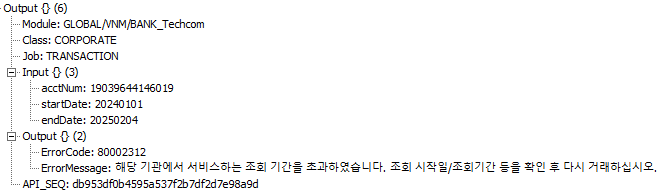 Output {} (6)
Module: GLOBAL/VNM/BANK_Techcom
Class: CORPORATE
Job: TRANSACTION
Input {} (3)
acctNum: 19039644146019
startDate: 20240101
endDate: 20250204
Output {} (2)
ErrorCode: 80002312
ErrorMessage: 해당 기관에서 서비스하는 조회 기간을 초과하였습니다. 조회 시작일/조회기간 등을 확인 후 다시 거래하십시오.
API_SEQ: db953df0b4595a537f2b7df2d7e98a9d